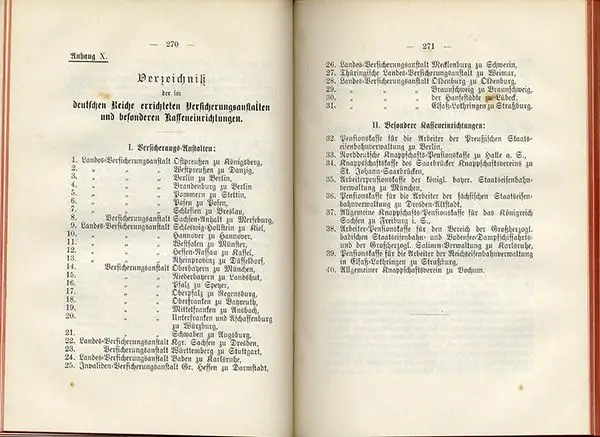 — 270 —
Anhang X.
Verzeichniß
der im
deutschen Reiche errichteten Versicherungsanstalten
und besonderen Kasseneinrichtungen.
I. Versicherungs-Anstalten:
1. Landes-Versicherungsanstalt Ostpreußen zu Königsberg,
2. " " Westpreußen zu Danzig,
3. " " Berlin zu Berlin,
4. " " Brandenburg zu Berlin
5. " " Pommern zu Stettin,
6. " " Posen zu Posen,
7. " " Schlesien zu Breslau,
8. Versicherungsanstalt Sachsen-Anhalt zu Merseburg,
9. Landes-Versicherungsanstalt Schleswig-Holstein zu Kiel,
10. " " Hannover zu Hannover,
11. " " Westfalen zu Münster,
12. " " Hessen-Nassau zu Kassel,
13. " " Rheinprovinz zu Düsseldorf,
14. Versicherungsanstalt Oberbayern zu München,
15. " Niederbayern zu Landshut,
16. " Pfalz zu Speyer,
17. " Oberpfalz zu Regensburg,
18. " Oberfranken zu Bayreuth,
19. " Mittelfranken zu Ansbach,
20. " Unterfranken und Aschaffenburg
zu Würzburg,
21. " Schwaben zu Augsburg,
22. Landes-Versicherungsanstalt Kgr. Sachsen zu Dresden,
23. Versicherungsanstalt Württemberg zu Stuttgart,
24. Landes-Versicherungsanstalt Baden zu Karlsruhe,
25. Invaliden-Versicherungsanstalt Gr. Hessen zu Darmstadt,
— 271 —
26. Landes-Versicherungsanstalt Mecklenburg zu Schwerin,
27. Thüringische Landes-Versicherungsanstalt zu Weimar,
28. Landes-Versicherungsanstalt Oldenburg zu Oldenburg,
29. " " Braunschweig zu Braunschweig,
30. " " der Hansestädte zu Lübeck,
31. " " Elsaß-Lothringen zu Straßburg.
II. Besondere Kasseneinrichtungen:
32. Pensionskasse für die Arbeiter der Preußischen Staats-
eisenbahnverwaltung zu Berlin,
33. Norddeutsche Knappschafts-Pensionskasse zu Halle a. S.,
34. Knappschaftskasse des Saarbrücker Knappschaftsvereins zu
St. Johann-Saarbrücken,
35. Arbeiterpensionskasse der königl. bayer. Staatseisenbahn-
verwaltung zu München,
36. Pensionskasse für die Arbeiter der sächsischen Staatseisen-
bahnverwaltung zu Dresden-Altstadt,
37. Allgemeine Knappschafts-Pensionskasse für das Königreich
Sachsen zu Freiburg i. S.,
38. Arbeiter-Pensionskasse für den Bereich der Großherzogl.
badischen Staatseisenbahn- und Bodensee-Dampfschiffahrts-
und der Großherzogl. Salinen-Verwaltung zu Karlsruhe,
39. Pensionskasse für die Arbeiter der Reichseisenbahnverwaltung
in Elsaß-Lothringen zu Straßburg,
40. Allgemeiner Knappschaftsverein zu Bochum.